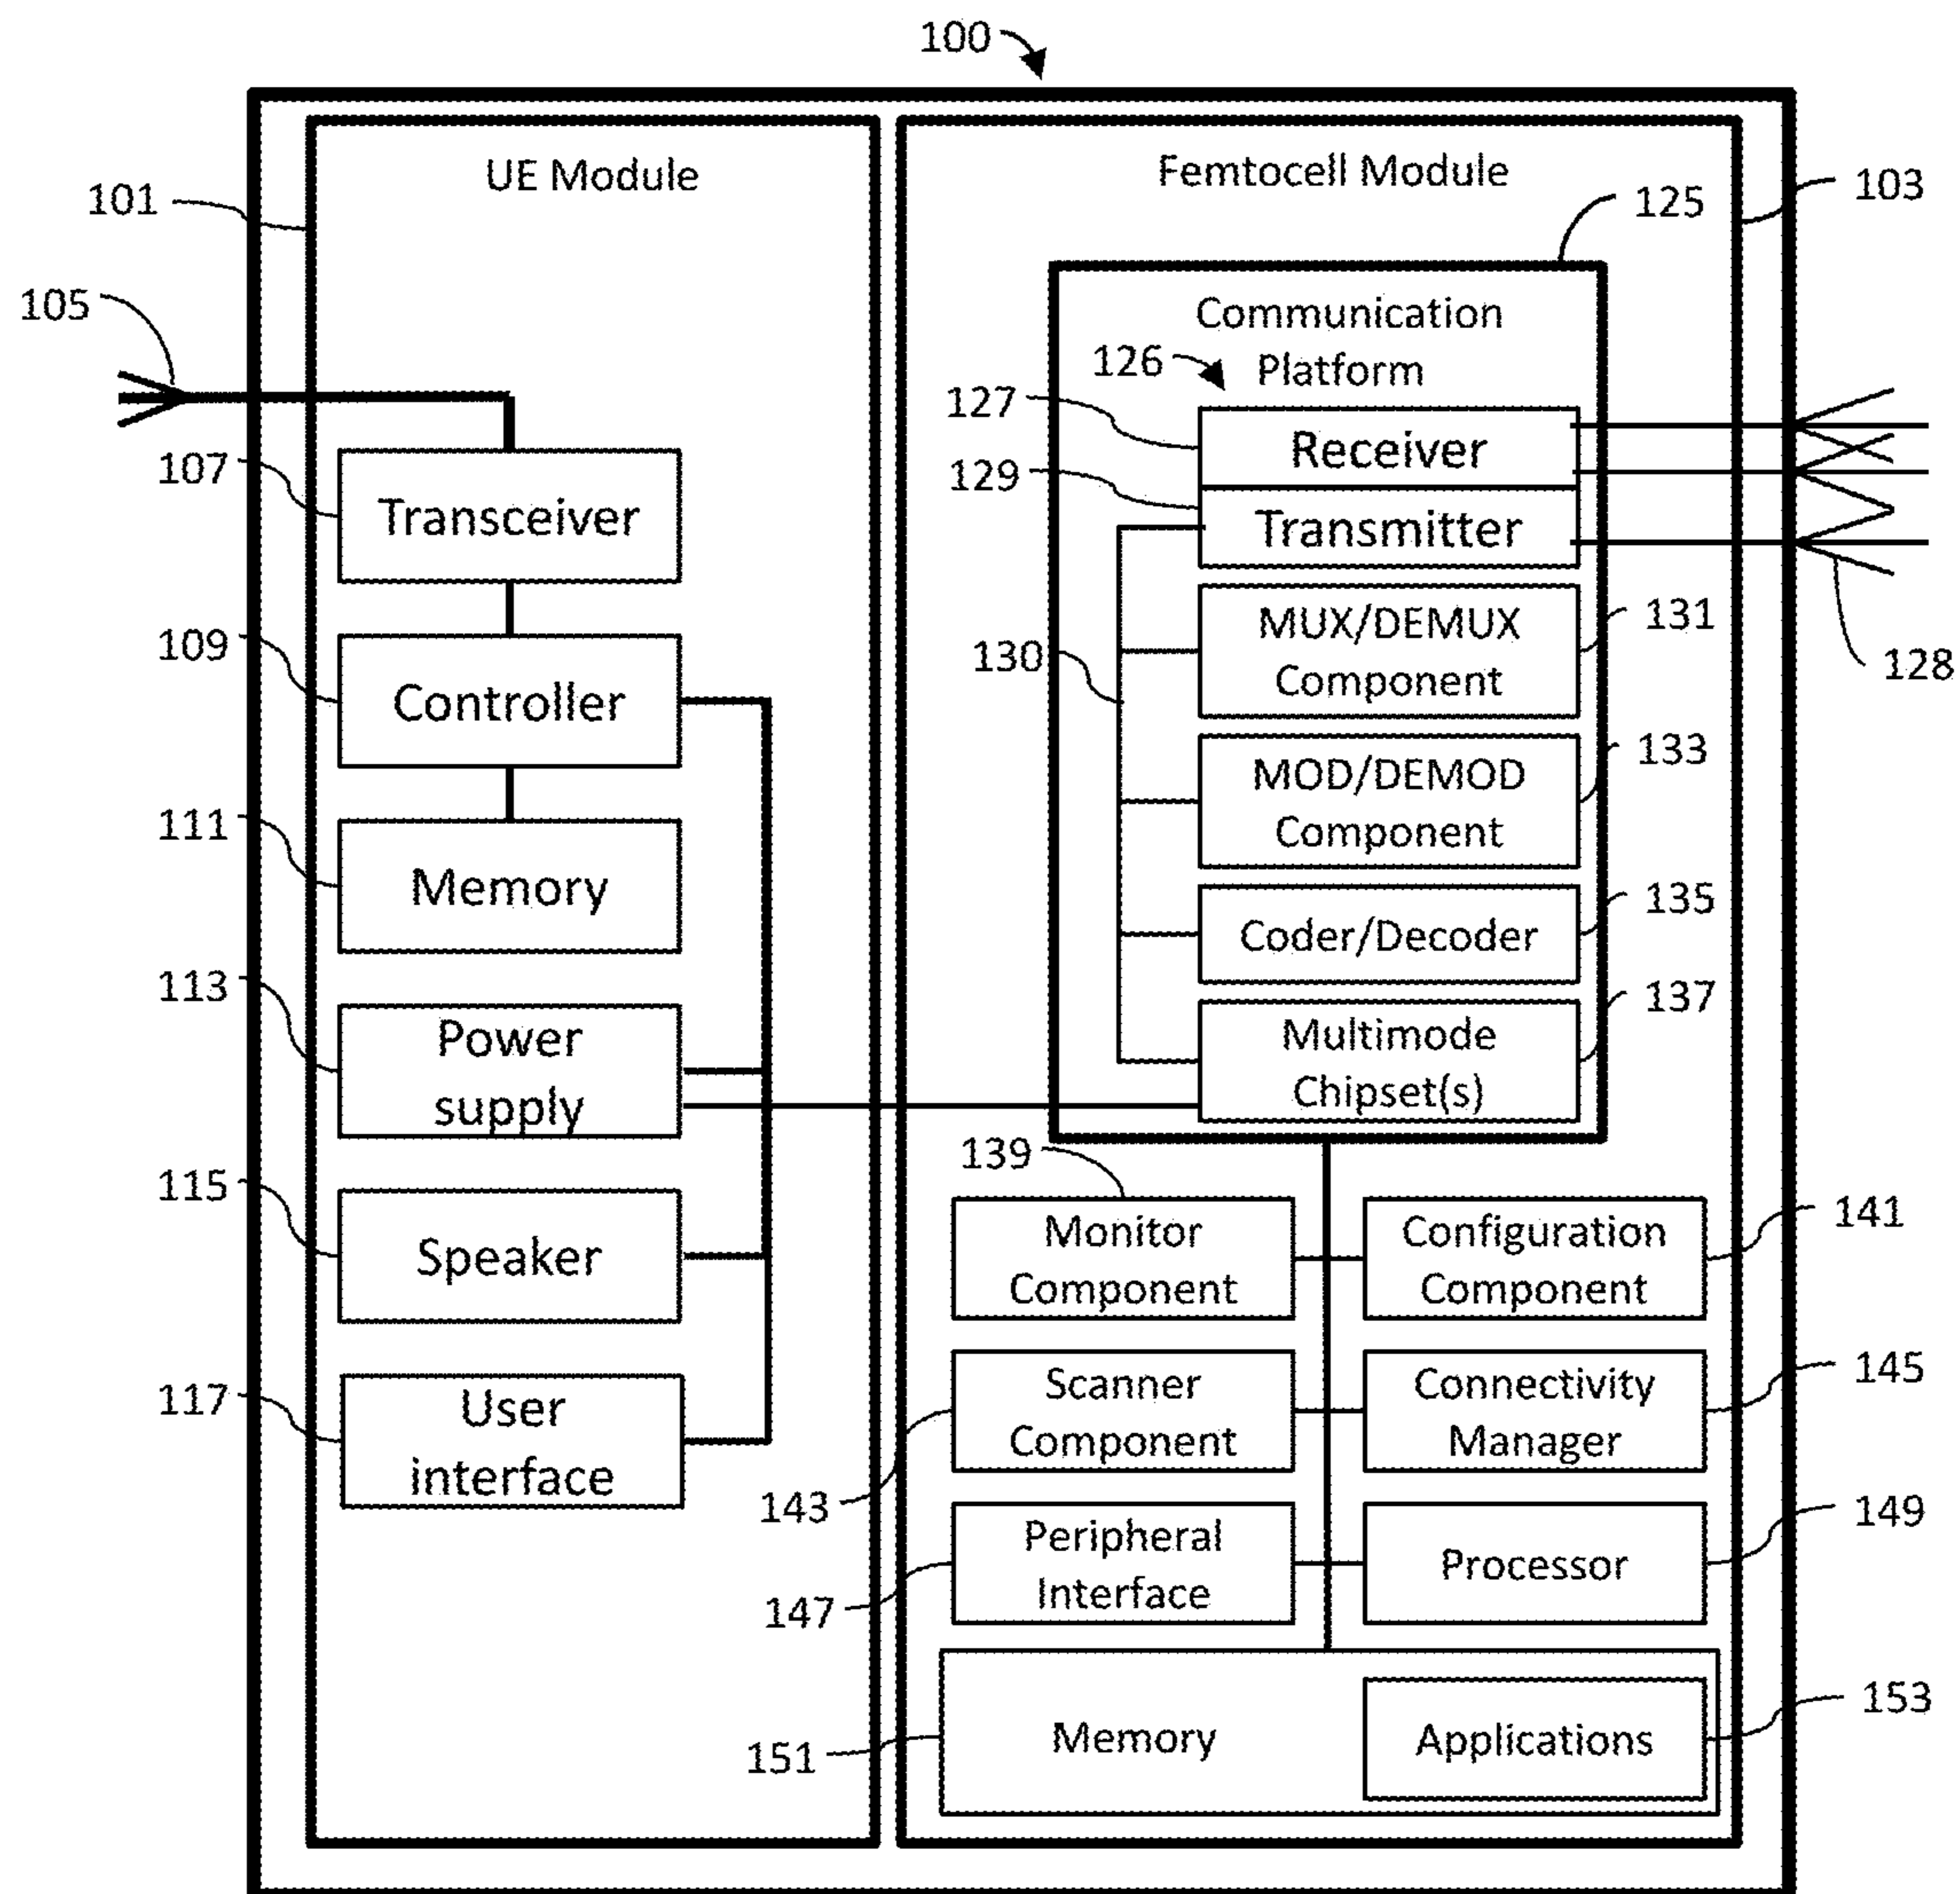 100
UE Module
Femtocell Module
101
103
125
105
Communication
Platform
126
127
Receiver
107
Transceiver
129
Transmitter
109
Controller
130
MUX/DEMUX
Component
131
128
MOD/DEMOD
Component
133
111
Memory
Coder/Decoder
135
113
Power
supply
Multimode
Chipset(s)
137
139
115
Speaker
Monitor
Component
Configuration
Component
141
117
User
interface
Scanner
Component
143
Connectivity
Manager
145
Peripheral
Interface
147
Processor
149
Memory
151
Applications
153